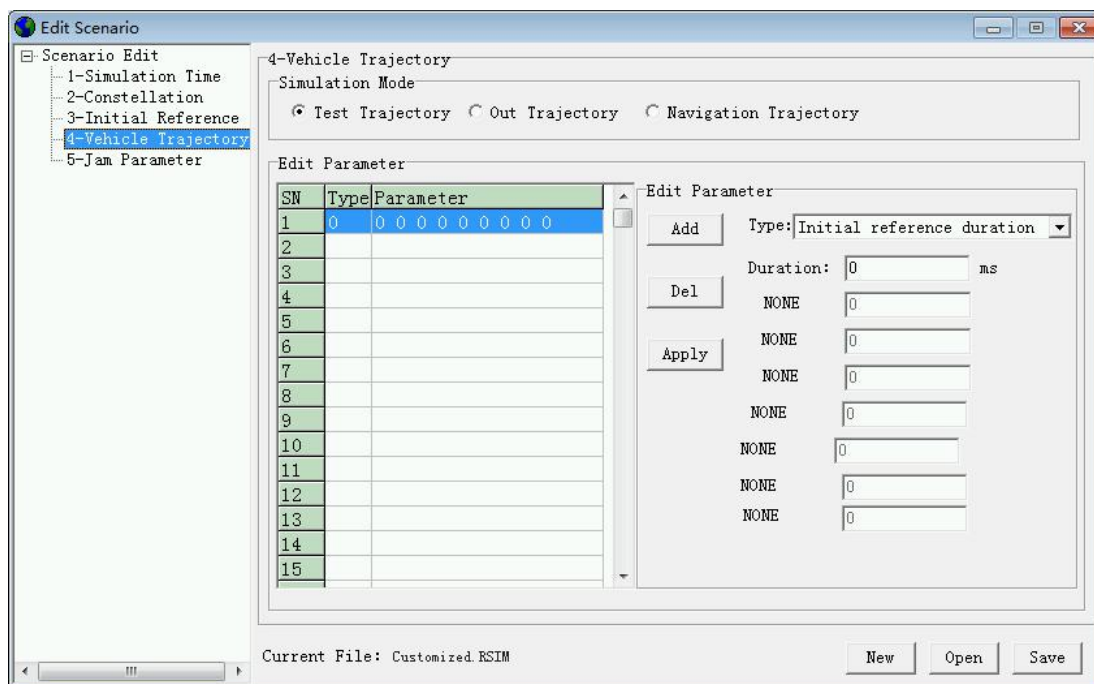 Edit Scenario
Scenario Edit
1-Simulation Time
2-Constellation
3-Initial Reference
4-Vehicle Trajectory
5-Jam Parameter
4-Vehicle Trajectory
Simulation Mode
Test Trajectory Out Trajectory Navigation Trajectory
Edit Parameter
SN Type Parameter
1 0 0 0 0 0 0 0 0 0 0
2
3
4
5
6
7
8
9
10
11
12
13
14
15
Edit Parameter
Add Type: Initial reference duration
Duration: 0 ms
Del
NONE 0
NONE 0
Apply
NONE 0
NONE 0
NONE 0
NONE 0
NONE 0
Current File: Customized.RSIM
New Open Save